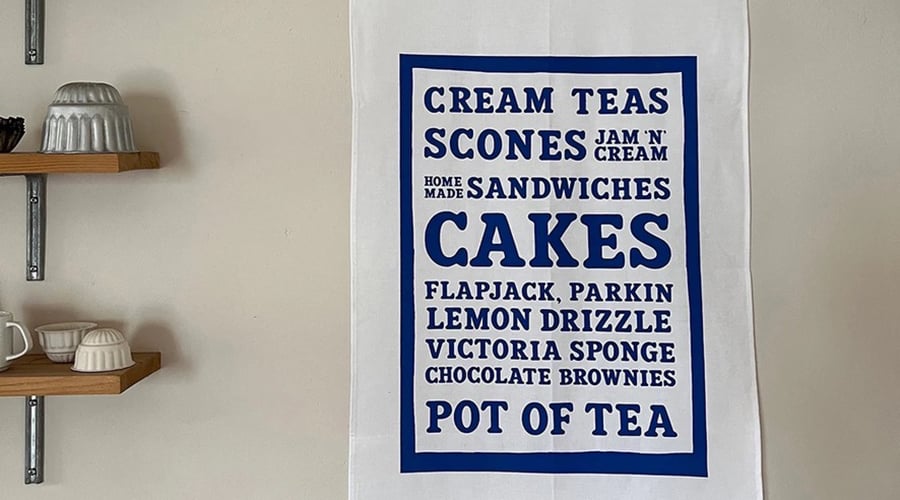 CREAM TEAS
SCONES JAM 'N' CREAM
HOME MADE SANDWICHES
CAKES
FLAPJACK, PARKIN
LEMON DRIZZLE
VICTORIA SPONGE
CHOCOLATE BROWNIES
POT OF TEA